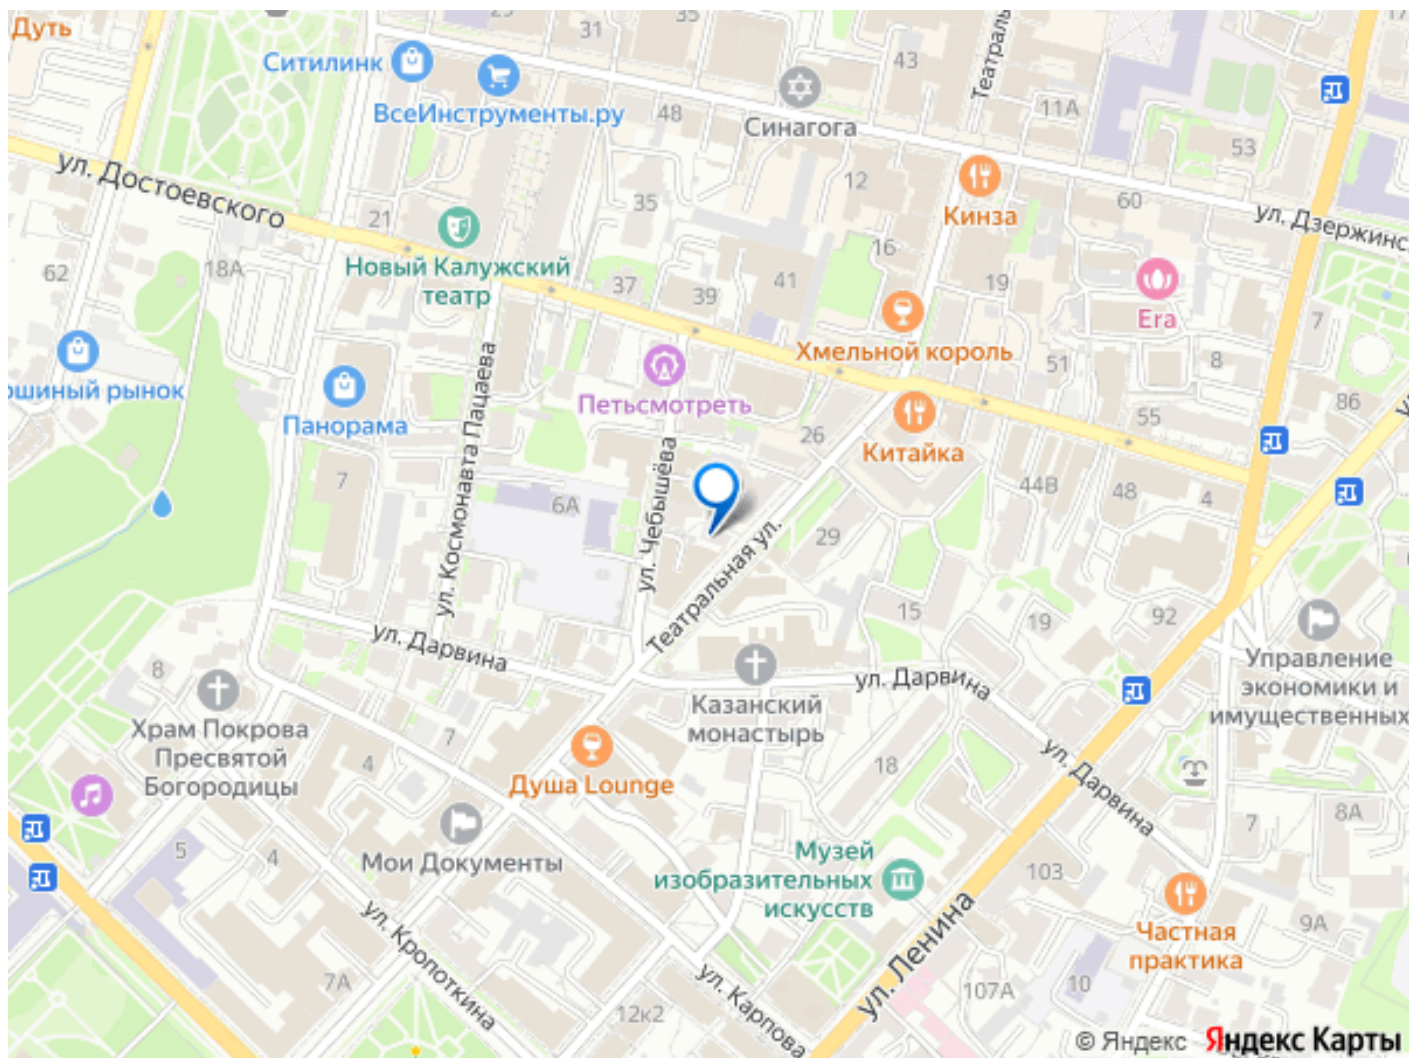 Дуть
Ситилинк
31
35
43
Театраль
ВсеИнструменты.ру
48
Синагога
11А
53
ул. Достоевского
12
Кинза
60
ул. Дзержинс
21
35
16
Новый Калужский
театр
62
18А
37
39
41
19
Era
7
Хмельной король
51
8
ошиный рынок
Панорама
Петьсмотреть
86
55
26
Китайка
7
ул. Космонавта Пацаева
6А
ул. Чебышёва
Театральная ул.
29
44В
48
4
15
19
92
ул. Дарвина
8
Храм Покрова
Пресвятой
Богородицы
7
4
Казанский
монастырь
ул. Дарвина
Управление
экономики и
имущественных
Душа Lounge
18
ул. Дарвина
7
8А
5
4
Мои Документы
Музей
изобразительных
искусств
103
Частная
практика
9А
ул. Кропоткина
7А
12к2
ул. Карпова
ул. Ленина
107А
10
© Яндекс
Яндекс Карты